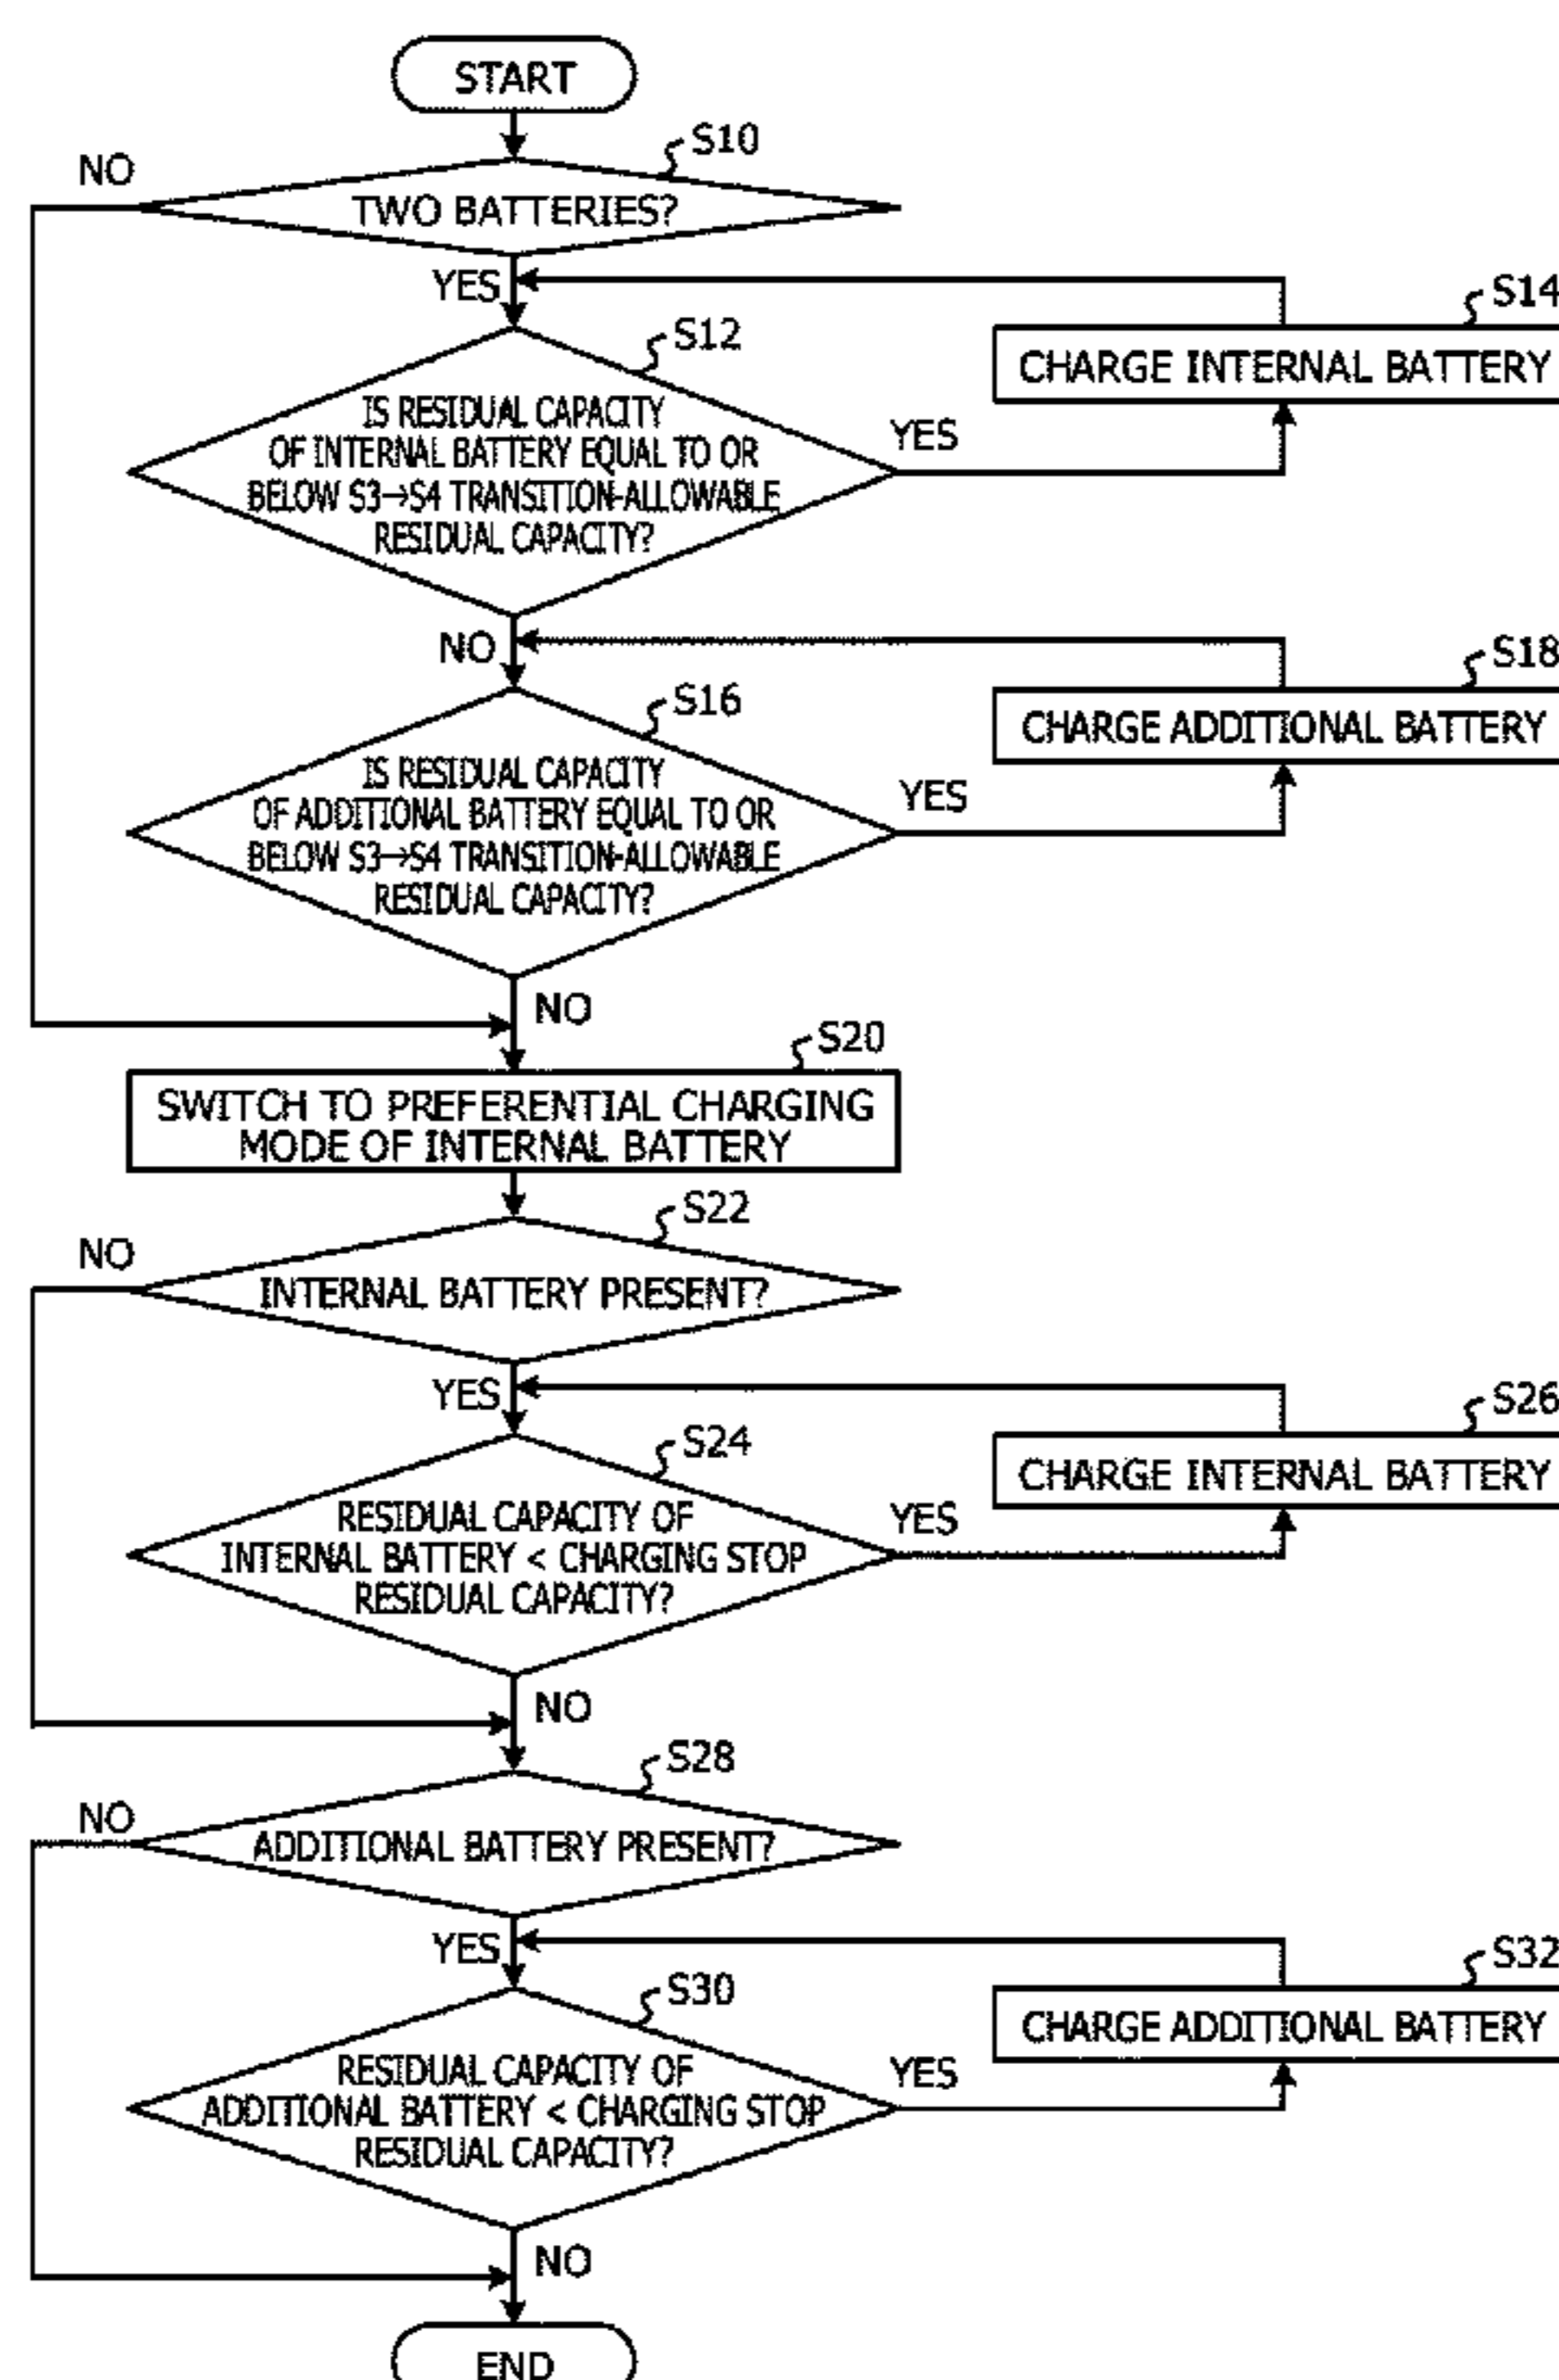 START
S10
NO
TWO BATTERIES?
YES
S14
CHARGE INTERNAL BATTERY
S12
IS RESIDUAL CAPACITY
OF INTERNAL BATTERY EQUAL TO OR
BELOW S3→S4 TRANSITION-ALLOWABLE
RESIDUAL CAPACITY?
YES
NO
S18
CHARGE ADDITIONAL BATTERY
S16
IS RESIDUAL CAPACITY
OF ADDITIONAL BATTERY EQUAL TO OR
BELOW S3→S4 TRANSITION-ALLOWABLE
RESIDUAL CAPACITY?
YES
NO
S20
SWITCH TO PREFERENTIAL CHARGING
MODE OF INTERNAL BATTERY
S22
NO
INTERNAL BATTERY PRESENT?
YES
S26
CHARGE INTERNAL BATTERY
S24
RESIDUAL CAPACITY OF
INTERNAL BATTERY < CHARGING STOP
RESIDUAL CAPACITY?
YES
NO
S28
NO
ADDITIONAL BATTERY PRESENT?
YES
S32
CHARGE ADDITIONAL BATTERY
S30
RESIDUAL CAPACITY OF
ADDITIONAL BATTERY < CHARGING STOP
RESIDUAL CAPACITY?
YES
NO
END